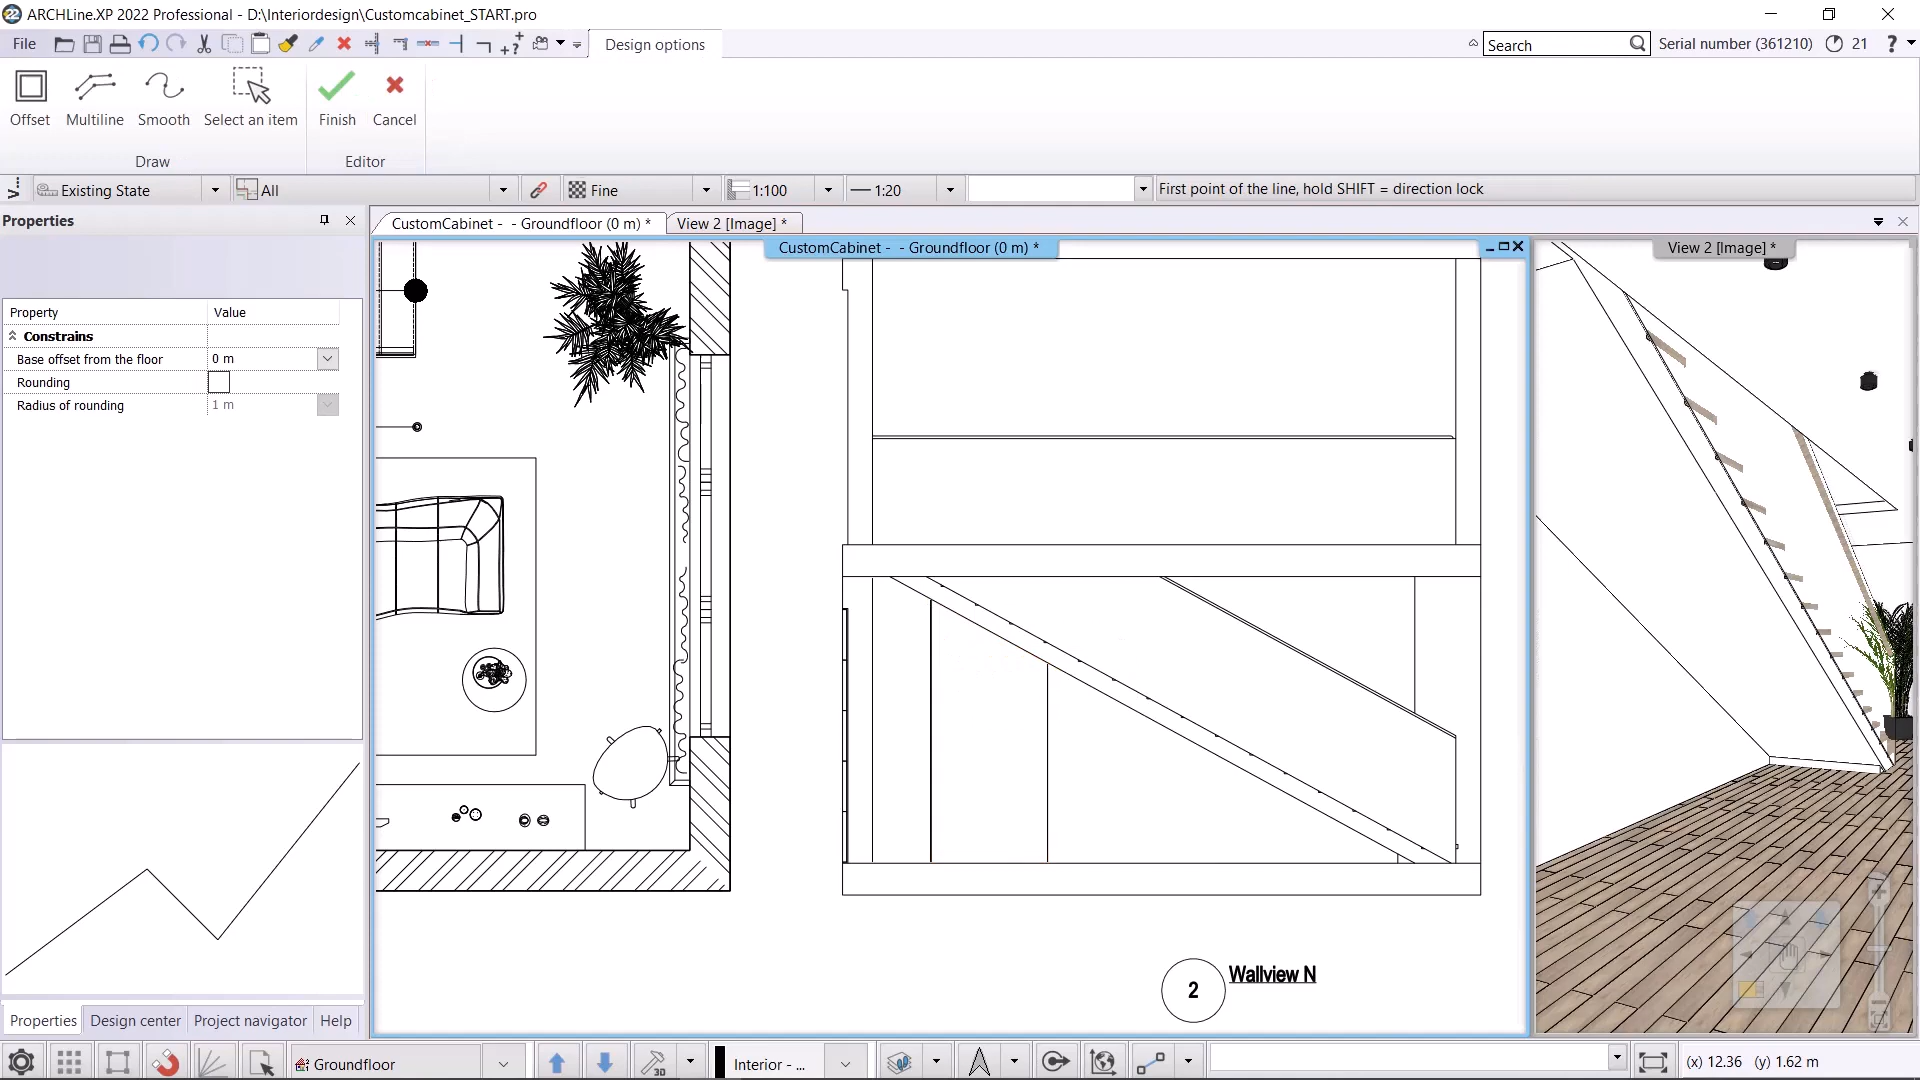 ARCHLine.XP 2022 Professional - D:\Interiordesign\Customcabinet_START.pro
File
Design options
Search
Serial number (361210)
21
?
Offset
Multiline
Smooth
Select an item
Finish
Cancel
Draw
Editor
Existing State
All
Fine
1:100
1:20
First point of the line, hold SHIFT = direction lock
Properties
CustomCabinet - - Groundfloor (0 m) *
View 2 [Image] *
CustomCabinet - - Groundfloor (0 m) *
View 2 [Image] *
Property Value
Constrains
Base offset from the floor 0 m
Rounding
Radius of rounding 1 m
2
Wallview N
Properties
Design center
Project navigator
Help
Groundfloor
3D
Interior - ...
(x) 12.36 (y) 1.62 m